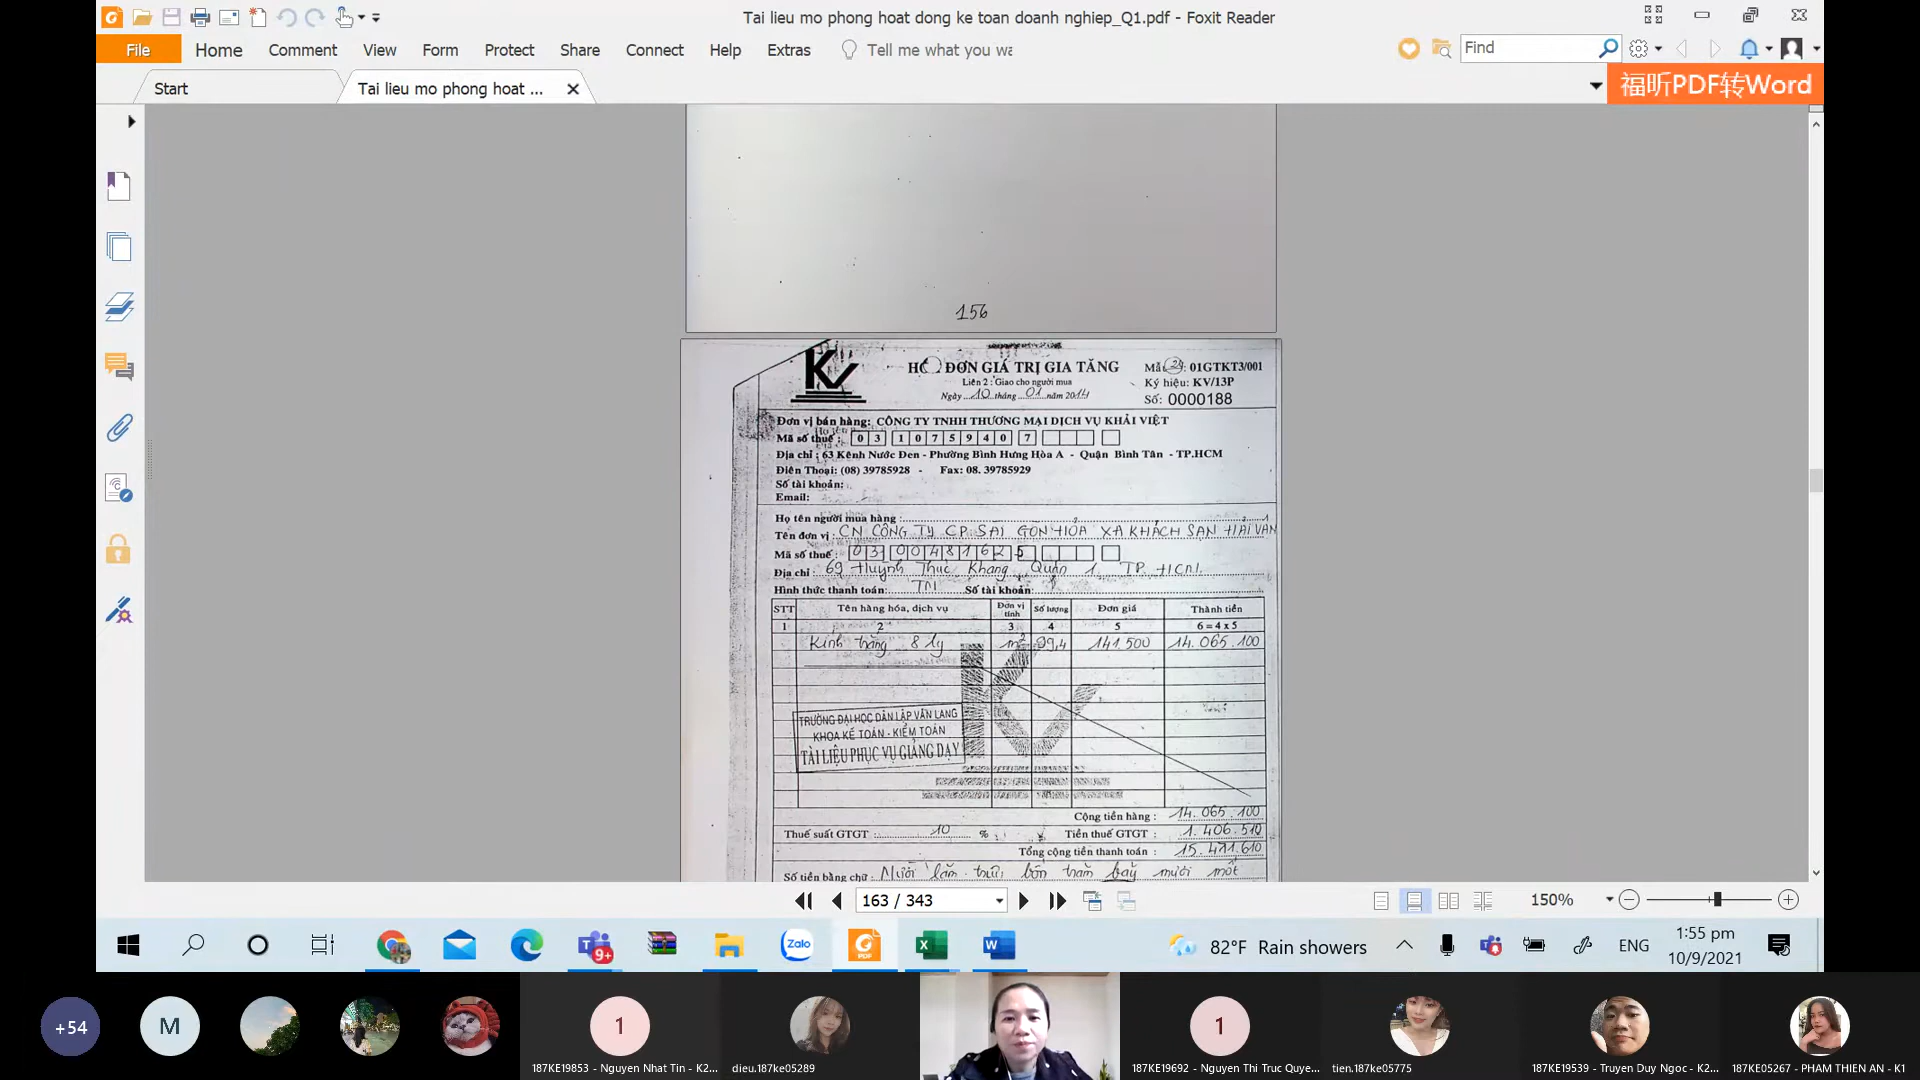 Tai lieu mo phong hoat dong ke toan doanh nghiep_Q1.pdf - Foxit Reader
File Home Comment View Form Protect Share Connect Help Extras Tell me what you wa Find
Start Tai lieu mo phong hoat ... 福昕PDF转Word
156
KV
HÓA ĐƠN GIÁ TRỊ GIA TĂNG
Liên 2 : Giao cho người mua
Ngày 10 tháng 01 năm 2014
Mẫu số: 01GTKT3/001
Ký hiệu: KV/13P
Số: 0000188
Đơn vị bán hàng: CÔNG TY TNHH THƯƠNG MẠI DỊCH VỤ KHẢI VIỆT
Mã số thuế : 0 3 1 0 7 5 9 4 0 7
Địa chỉ : 63 Kênh Nước Đen - Phường Bình Hưng Hòa A - Quận Bình Tân - TP.HCM
Điện Thoại: (08) 39785928 - Fax: 08. 39785929
Số tài khoản:
Email:
Họ tên người mua hàng :
Tên đơn vị : CN CÔNG TY CP SÀI GÒN HỎA XA KHÁCH SẠN HẢI VÂN 1
Mã số thuế : 0 3 0 0 4 8 1 6 2 5
Địa chỉ : 69 Huỳnh Thúc Kháng Quận 1. TP. HCM.
Hình thức thanh toán: TM Số tài khoản:
STT Tên hàng hóa, dịch vụ Đơn vị tính Số lượng Đơn giá Thành tiền
1 2 3 4 5 6 = 4 x 5
Kính trắng 8 ly m² 99,4 141.500 14.065.100
TRƯỜNG ĐẠI HỌC DÂN LẬP VĂN LANG
KHOA KẾ TOÁN - KIỂM TOÁN
TÀI LIỆU PHỤC VỤ GIẢNG DẠY
Cộng tiền hàng : 14.065.100
Thuế suất GTGT : 10 % Tiền thuế GTGT : 1.406.510
Tổng cộng tiền thanh toán : 15.471.610
Số tiền bằng chữ : Mười lăm triệu bốn trăm bảy mươi một
163 / 343 150%
Zalo 9+ PDF 82°F Rain showers ENG 1:55 pm
10/9/2021
+54 M 1 1
187KE19853 - Nguyen Nhat Tin - K2... dieu.187ke05289 187KE19692 - Nguyen Thi Truc Quye... tien.187ke05775 187KE19539 - Truyen Duy Ngoc - K2... 187KE05267 - PHAM THIEN AN - K1